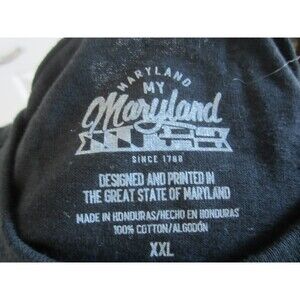 MARYLAND
MY
Maryland
SINCE 1788
DESIGNED AND PRINTED IN
THE GREAT STATE OF MARYLAND
MADE IN HONDURAS/HECHO EN HONDURAS
100% COTTON/ALGODÓN
XXL